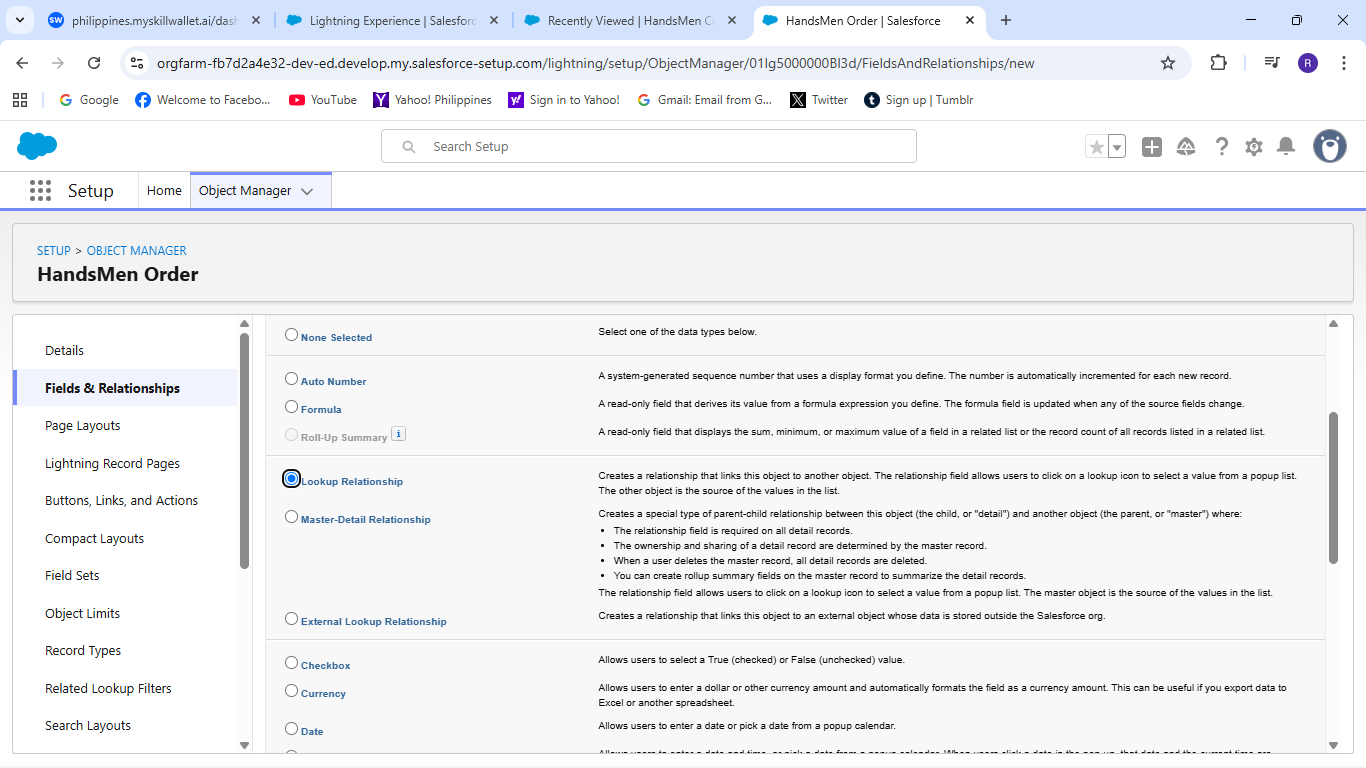 philippines.myskillwallet.ai/dash
Lightning Experience | Salesforc
Recently Viewed | HandsMen O
HandsMen Order | Salesforce
orgfarm-fb7d2a4e32-dev-ed.develop.my.salesforce-setup.com/lightning/setup/ObjectManager/01Ig5000000BI3d/FieldsAndRelationships/new
R
Google
Welcome to Facebo...
YouTube
Yahoo! Philippines
Sign in to Yahoo!
Gmail: Email from G...
Twitter
Sign up | Tumblr
Search Setup
Setup
Home
Object Manager
SETUP > OBJECT MANAGER
HandsMen Order
Details
Fields & Relationships
Page Layouts
Lightning Record Pages
Buttons, Links, and Actions
Compact Layouts
Field Sets
Object Limits
Record Types
Related Lookup Filters
Search Layouts
None Selected
Select one of the data types below.
Auto Number
A system-generated sequence number that uses a display format you define. The number is automatically incremented for each new record.
Formula
A read-only field that derives its value from a formula expression you define. The formula field is updated when any of the source fields change.
Roll-Up Summary i
A read-only field that displays the sum, minimum, or maximum value of a field in a related list or the record count of all records listed in a related list.
Lookup Relationship
Creates a relationship that links this object to another object. The relationship field allows users to click on a lookup icon to select a value from a popup list.
The other object is the source of the values in the list.
Master-Detail Relationship
Creates a special type of parent-child relationship between this object (the child, or "detail") and another object (the parent, or "master") where:
• The relationship field is required on all detail records.
• The ownership and sharing of a detail record are determined by the master record.
• When a user deletes the master record, all detail records are deleted.
• You can create rollup summary fields on the master record to summarize the detail records.
The relationship field allows users to click on a lookup icon to select a value from a popup list. The master object is the source of the values in the list.
External Lookup Relationship
Creates a relationship that links this object to an external object whose data is stored outside the Salesforce org.
Checkbox
Allows users to select a True (checked) or False (unchecked) value.
Currency
Allows users to enter a dollar or other currency amount and automatically formats the field as a currency amount. This can be useful if you export data to
Excel or another spreadsheet.
Date
Allows users to enter a date or pick a date from a popup calendar.